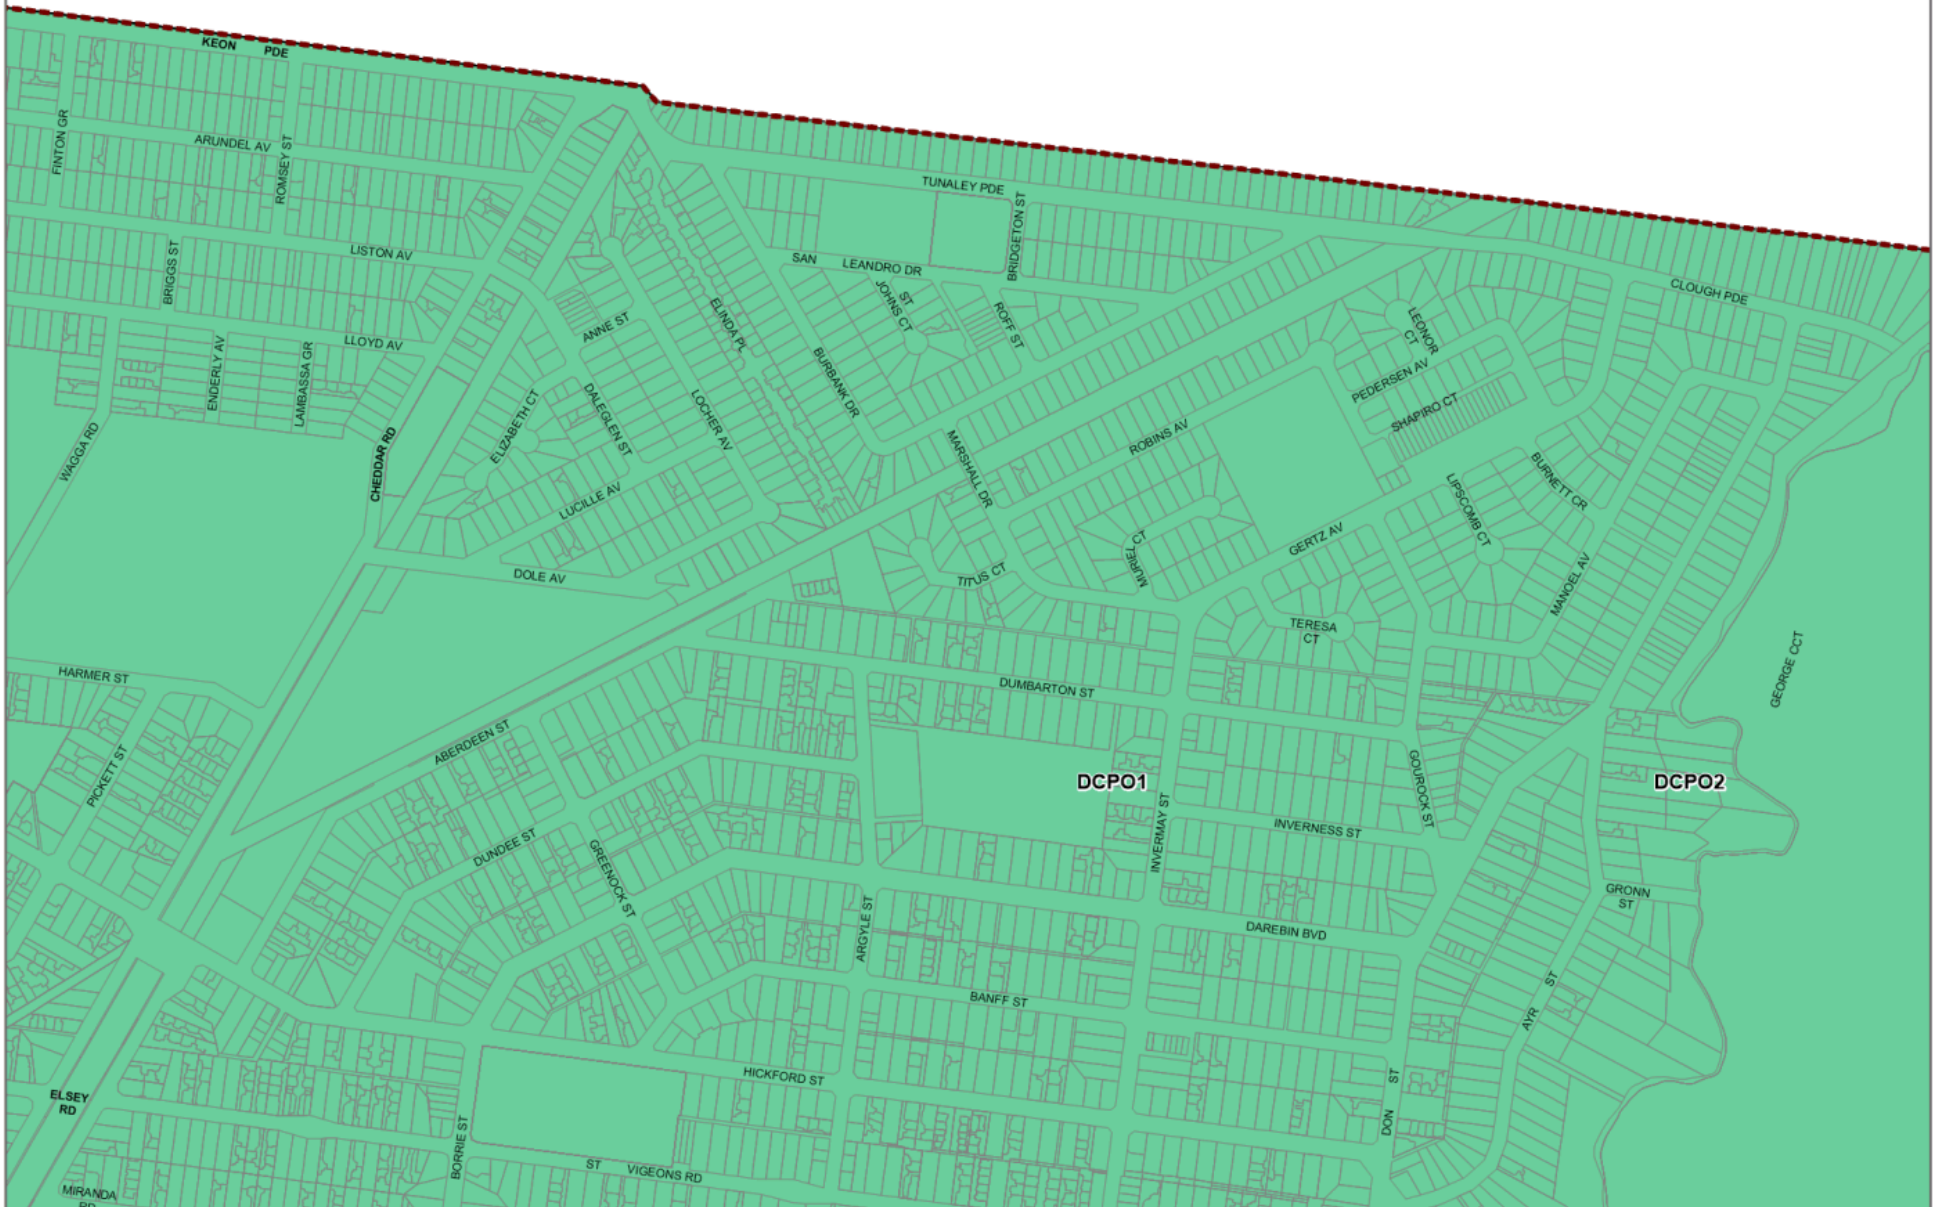 KEON PDE
FINTON GR
ARUNDEL AV
ROMSEY ST
TUNALEY PDE
BRIDGETON ST
BRIGGS ST
LISTON AV
SAN LEANDRO DR
ST
JOHNS CT
ROFF ST
CLOUGH PDE
ANNE ST
ELINDA PL
LEONOR
CT
LLOYD AV
ENDERLY AV
LAMBASSA GR
BURBANK DR
PEDERSEN AV
SHAPIRO CT
ELIZABETH CT
DALEGLEN ST
LOCHER AV
WAGGA RD
CHEDDAR RD
MARSHALL DR
ROBINS AV
BURNETT CR
LIPSCOMB CT
LUCILLE AV
GERTZ AV
MURIEL CT
TITUS CT
DOLE AV
MANOEL AV
TERESA
CT
GEORGE CCT
HARMER ST
DUMBARTON ST
ABERDEEN ST
PICKETT ST
GOUROCK ST
DCPO1
DCPO2
INVERMAY ST
INVERNESS ST
DUNDEE ST
GREENOCK ST
GRONN
ST
ARGYLE ST
DAREBIN BVD
BANFF ST
AYR ST
HICKFORD ST
DON ST
ELSEY
RD
BORRIE ST
ST VIGEONS RD
MIRANDA
RD